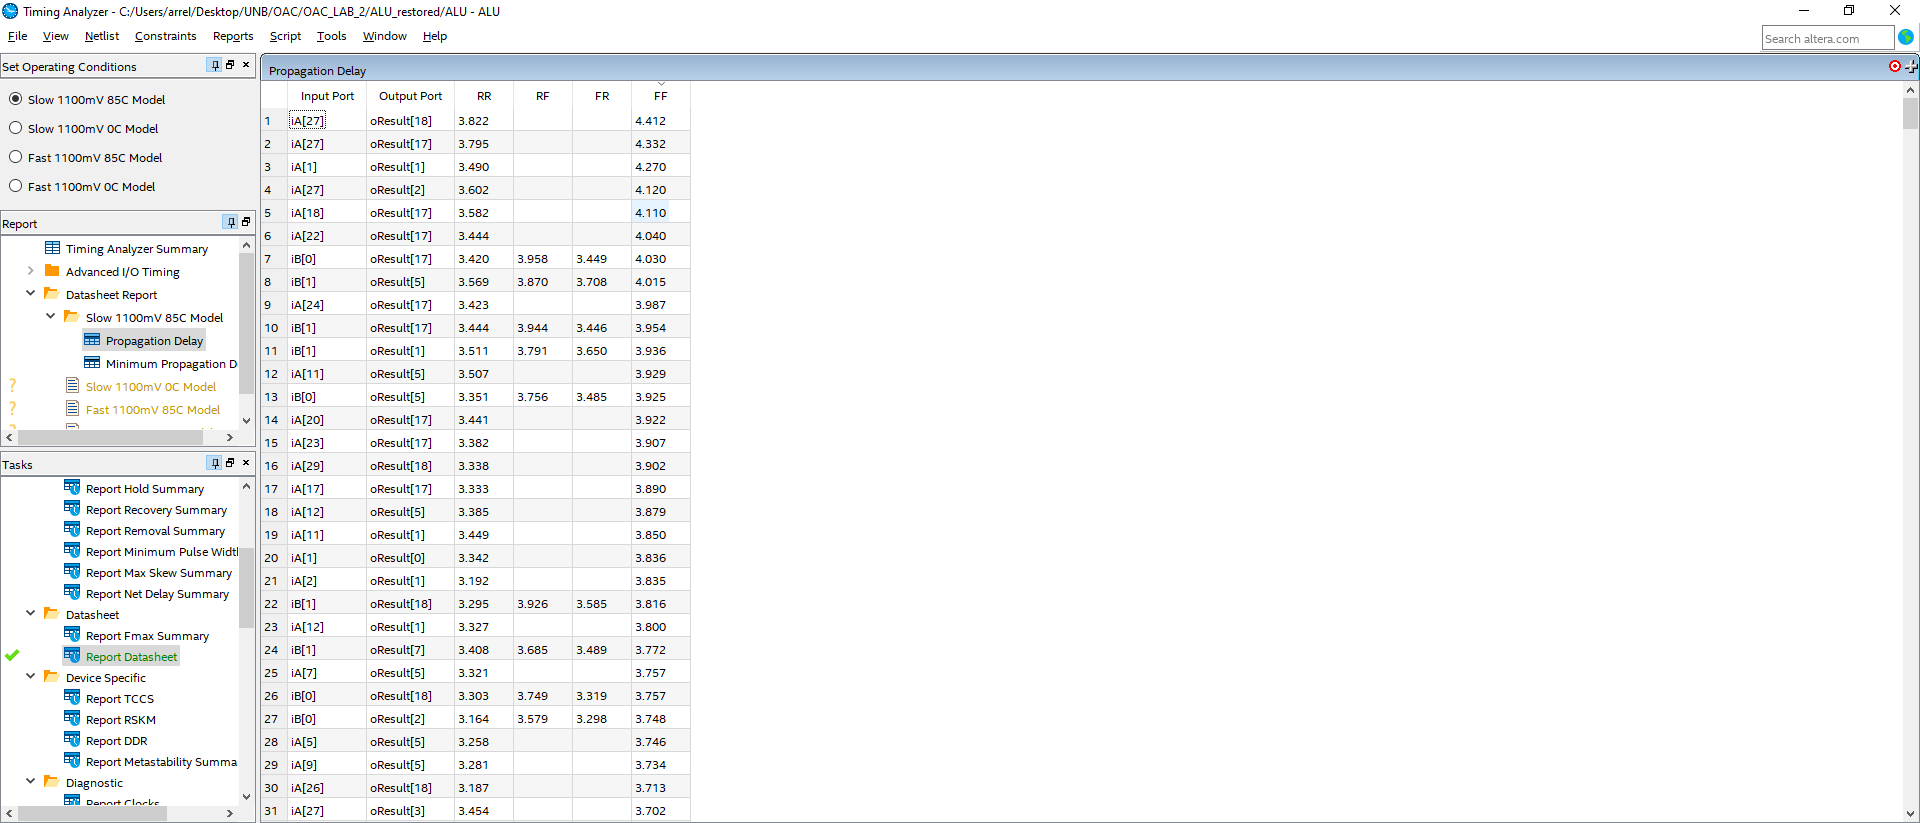 Timing Analyzer - C:/Users/arrel/Desktop/UNB/OAC/OAC_LAB_2/ALU_restored/ALU - ALU
File View Netlist Constraints Reports Script Tools Window Help
Search altera.com
Set Operating Conditions
Slow 1100mV 85C Model
Slow 1100mV 0C Model
Fast 1100mV 85C Model
Fast 1100mV 0C Model
Report
Timing Analyzer Summary
Advanced I/O Timing
Datasheet Report
Slow 1100mV 85C Model
Propagation Delay
Minimum Propagation D
? Slow 1100mV 0C Model
? Fast 1100mV 85C Model
Tasks
Report Hold Summary
Report Recovery Summary
Report Removal Summary
Report Minimum Pulse Widt
Report Max Skew Summary
Report Net Delay Summary
Datasheet
Report Fmax Summary
Report Datasheet
Device Specific
Report TCCS
Report RSKM
Report DDR
Report Metastability Summa
Diagnostic
Report Clocks
Propagation Delay
Input Port Output Port RR RF FR FF
1 iA[27] oResult[18] 3.822 4.412
2 iA[27] oResult[17] 3.795 4.332
3 iA[1] oResult[1] 3.490 4.270
4 iA[27] oResult[2] 3.602 4.120
5 iA[18] oResult[17] 3.582 4.110
6 iA[22] oResult[17] 3.444 4.040
7 iB[0] oResult[17] 3.420 3.958 3.449 4.030
8 iB[1] oResult[5] 3.569 3.870 3.708 4.015
9 iA[24] oResult[17] 3.423 3.987
10 iB[1] oResult[17] 3.444 3.944 3.446 3.954
11 iB[1] oResult[1] 3.511 3.791 3.650 3.936
12 iA[11] oResult[5] 3.507 3.929
13 iB[0] oResult[5] 3.351 3.756 3.485 3.925
14 iA[20] oResult[17] 3.441 3.922
15 iA[23] oResult[17] 3.382 3.907
16 iA[29] oResult[18] 3.338 3.902
17 iA[17] oResult[17] 3.333 3.890
18 iA[12] oResult[5] 3.385 3.879
19 iA[11] oResult[1] 3.449 3.850
20 iA[1] oResult[0] 3.342 3.836
21 iA[2] oResult[1] 3.192 3.835
22 iB[1] oResult[18] 3.295 3.926 3.585 3.816
23 iA[12] oResult[1] 3.327 3.800
24 iB[1] oResult[7] 3.408 3.685 3.489 3.772
25 iA[7] oResult[5] 3.321 3.757
26 iB[0] oResult[18] 3.303 3.749 3.319 3.757
27 iB[0] oResult[2] 3.164 3.579 3.298 3.748
28 iA[5] oResult[5] 3.258 3.746
29 iA[9] oResult[5] 3.281 3.734
30 iA[26] oResult[18] 3.187 3.713
31 iA[27] oResult[3] 3.454 3.702